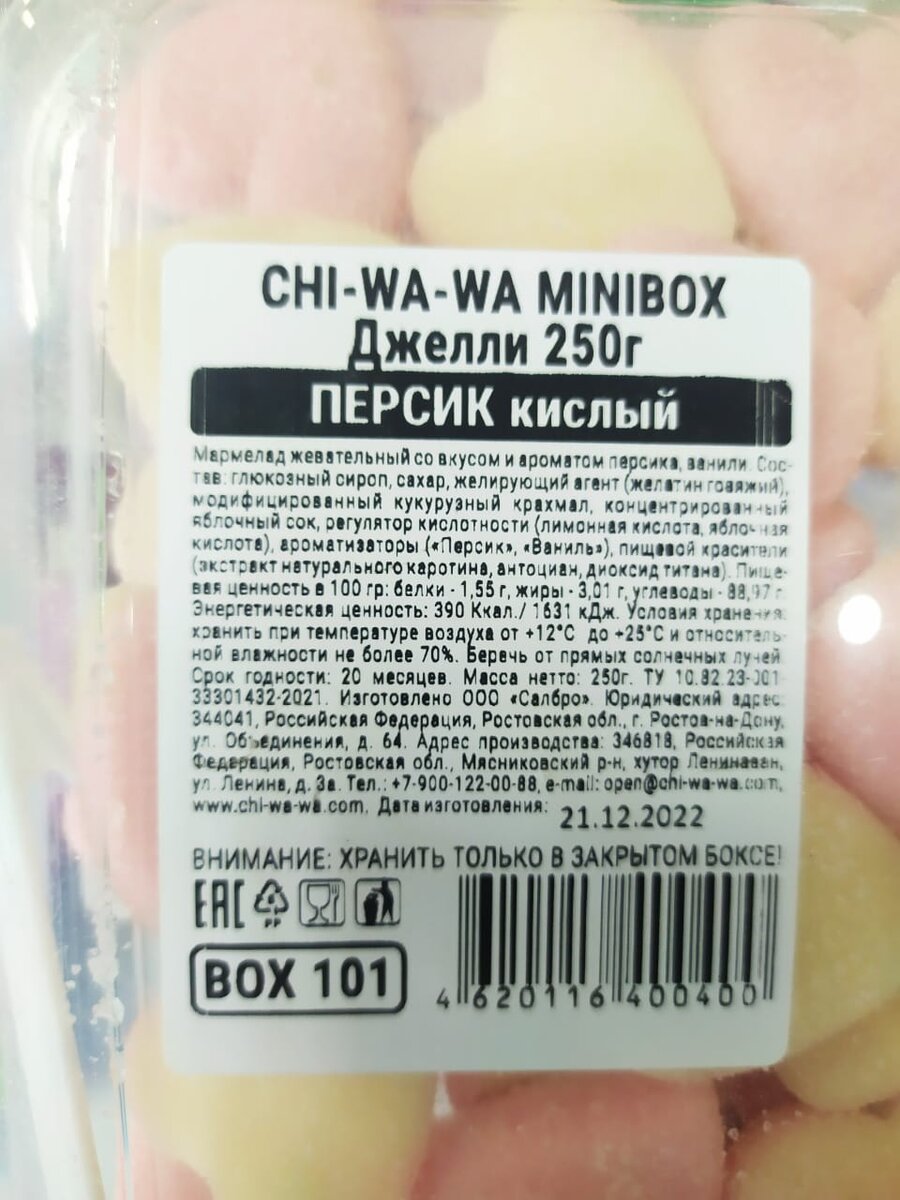 CHI-WA-WA MINIBOX
Джелли 250г
ПЕРСИК кислый
Мармелад жевательный со вкусом и ароматом персика, ванили. Сос-
тав: глюкозный сироп, сахар, желирующий агент (желатин говяжий),
модифицированный кукурузный крахмал, концентрированный
яблочный сок, регулятор кислотности (лимонная кислота, яблочная
кислота), ароматизаторы («Персик», «Ваниль»), пищевой красители
(экстракт натурального каротина, антоциан, диоксид титана). Пище-
вая ценность в 100 гр: белки - 1,55 г, жиры - 3,01 г, углеводы - 88,97 г.
Энергетическая ценность: 390 Ккал./ 1631 кДж. Условия хранения:
хранить при температуре воздуха от +12°С до +25°С и относитель-
ной влажности не более 70%. Беречь от прямых солнечных лучей.
Срок годности: 20 месяцев. Масса нетто: 250г. ТУ 10.82.23-001-
33301432-2021. Изготовлено ООО «Салбро». Юридический адрес:
344041, Российская Федерация, Ростовская обл., г. Ростов-на-Дону,
ул. Объединения, д. 64. Адрес производства: 346818, Российская
Федерация, Ростовская обл., Мясниковский р-н, хутор Ленинаван,
ул. Ленина, д. 3а. Тел.: +7-900-122-00-88, e-mail: open@chi-wa-wa.com,
www.chi-wa-wa.com. Дата изготовления:
21.12.2022
ВНИМАНИЕ: ХРАНИТЬ ТОЛЬКО В ЗАКРЫТОМ БОКСЕ!
EAC PP
BOX 101
4 620116 400400